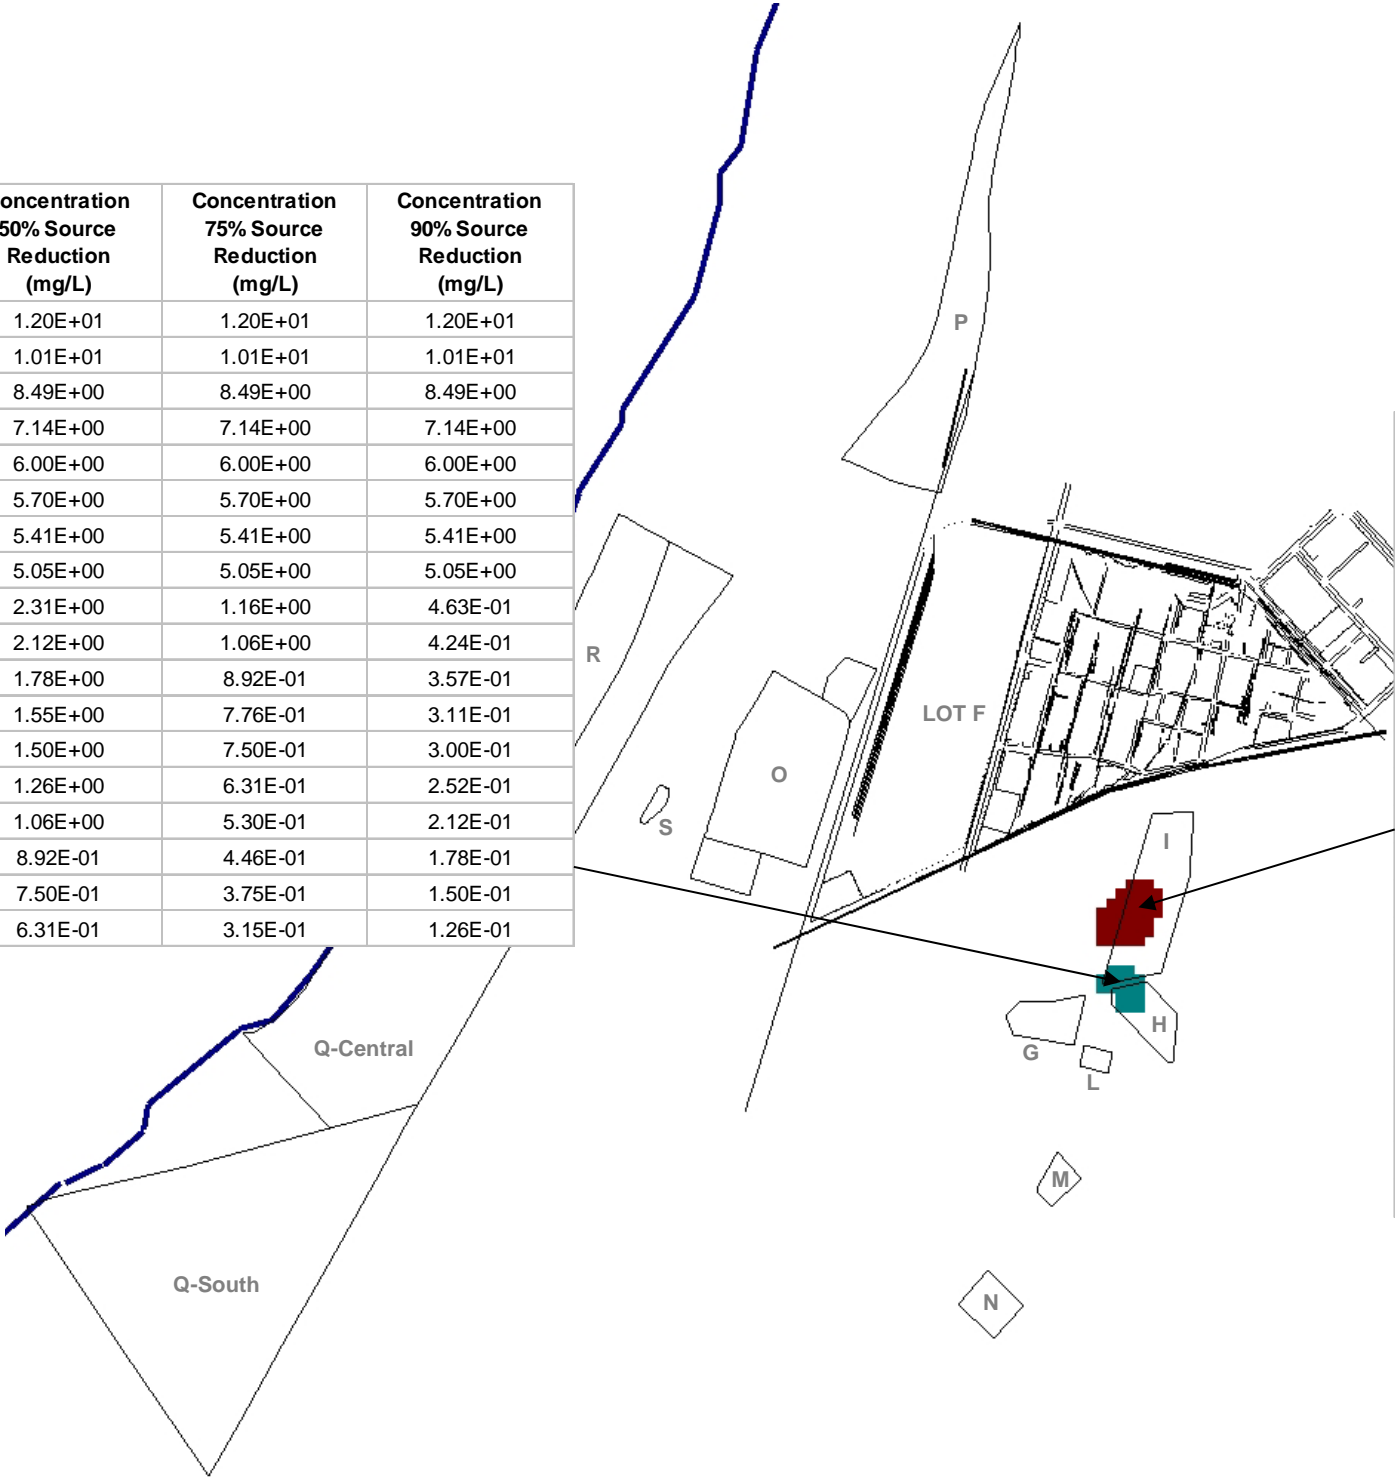 oncentration Concentration Concentration
50% Source 75% Source 90% Source
Reduction Reduction Reduction
(mg/L) (mg/L) (mg/L)
1.20E+01 1.20E+01 1.20E+01
1.01E+01 1.01E+01 1.01E+01
8.49E+00 8.49E+00 8.49E+00
7.14E+00 7.14E+00 7.14E+00
6.00E+00 6.00E+00 6.00E+00
5.70E+00 5.70E+00 5.70E+00
5.41E+00 5.41E+00 5.41E+00
5.05E+00 5.05E+00 5.05E+00
2.31E+00 1.16E+00 4.63E-01
2.12E+00 1.06E+00 4.24E-01
1.78E+00 8.92E-01 3.57E-01
1.55E+00 7.76E-01 3.11E-01
1.50E+00 7.50E-01 3.00E-01
1.26E+00 6.31E-01 2.52E-01
1.06E+00 5.30E-01 2.12E-01
8.92E-01 4.46E-01 1.78E-01
7.50E-01 3.75E-01 1.50E-01
6.31E-01 3.15E-01 1.26E-01
P
R
LOT F
O
S
I
H
Q-Central
G
L
M
Q-South
N